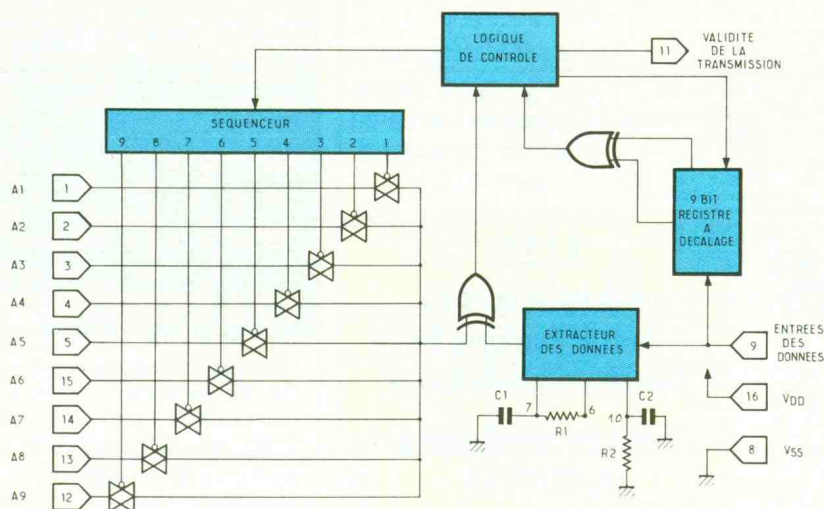 LOGIQUE
DE CONTROLE
11
VALIDITE
DE LA
TRANSMISSION
SEQUENCEUR
9 8 7 6 5 4 3 2 1
A1 1
A2 2
A3 3
A4 4
A5 5
A6 15
A7 14
A8 13
A9 12
9 BIT
REGISTRE
A
DECALAGE
EXTRACTEUR
DES DONNEES
9
ENTREES
DES
DONNEES
C1
7
R1
6
10
C2
R2
16
VDD
8
VSS